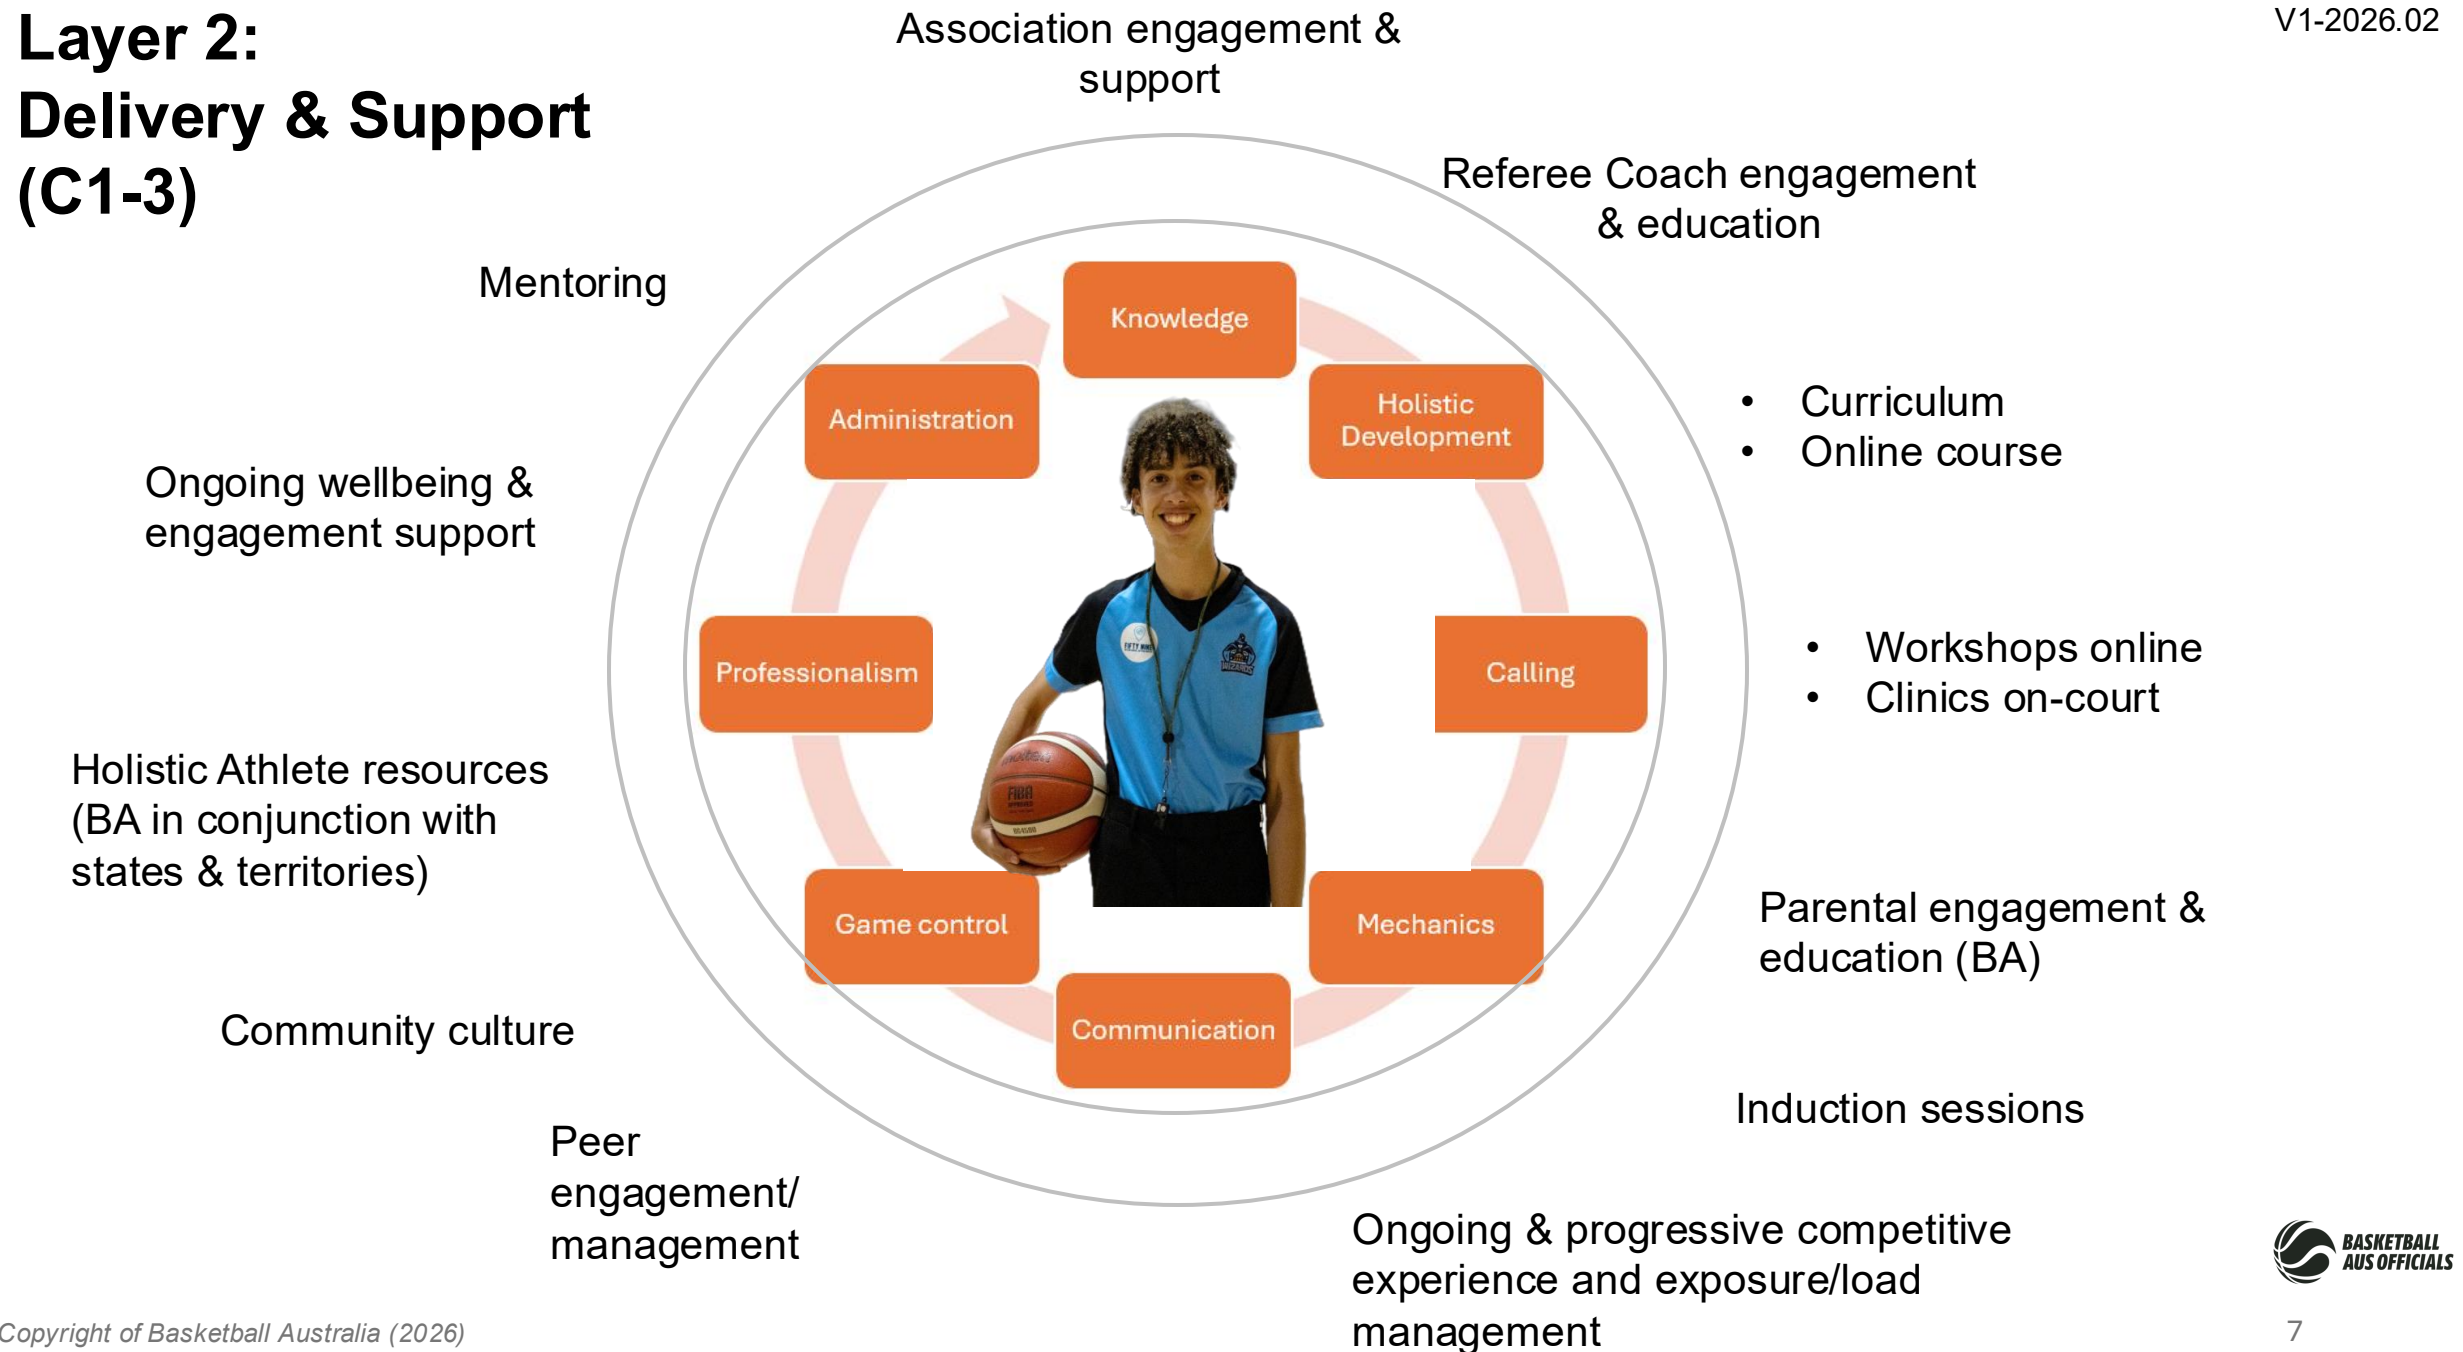 Layer 2:
Delivery & Support
(C1-3)
V1-2026.02
Association engagement &
support
Referee Coach engagement
& education
Mentoring
• Curriculum
• Online course
Ongoing wellbeing &
engagement support
• Workshops online
• Clinics on-court
Holistic Athlete resources
(BA in conjunction with
states & territories)
Parental engagement &
education (BA)
Community culture
Induction sessions
Peer
engagement/
management
Ongoing & progressive competitive
experience and exposure/load
management
Knowledge
Holistic
Development
Calling
Mechanics
Communication
Game control
Professionalism
Administration
FIFTY NINE
WIZARDS
FIBA
BASKETBALL
AUS OFFICIALS
Copyright of Basketball Australia (2026)
7